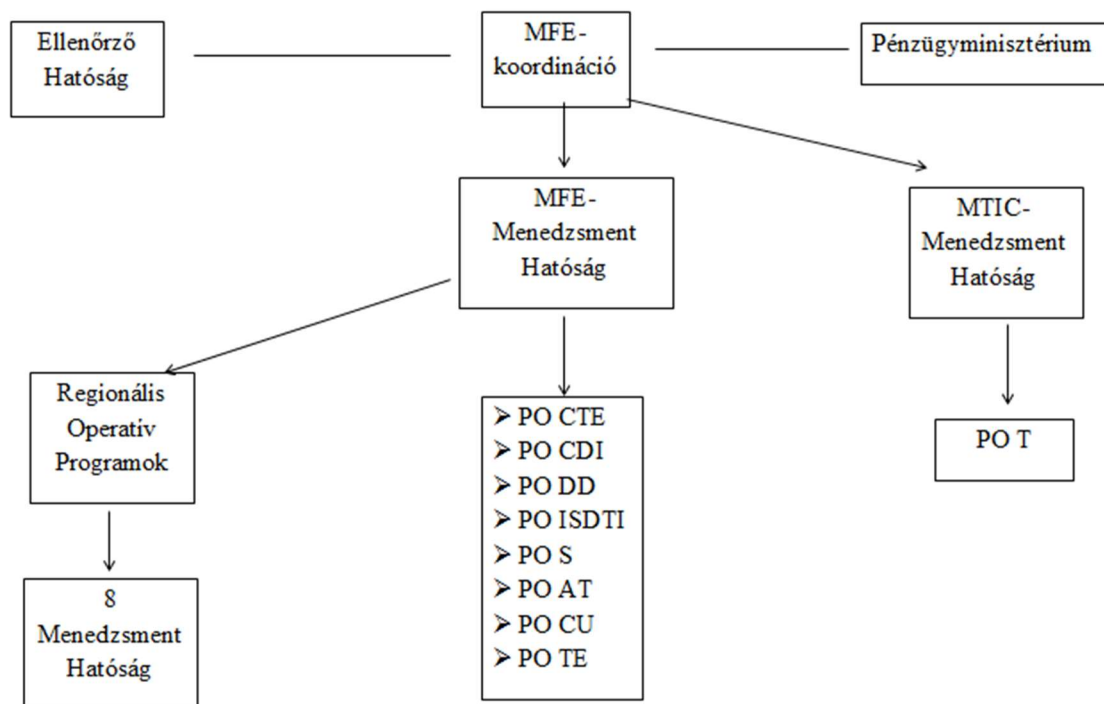 Ellenőrző
Hatóság
MFE-
koordináció
Pénzügyminisztérium
MFE-
Menedzsment
Hatóság
MTIC-
Menedzsment
Hatóság
Regionális
Operatív
Programok
➤ PO CTE
➤ PO CDI
➤ PO DD
➤ PO ISDTI
➤ PO S
➤ PO AT
➤ PO CU
➤ PO TE
PO T
8
Menedzsment
Hatóság